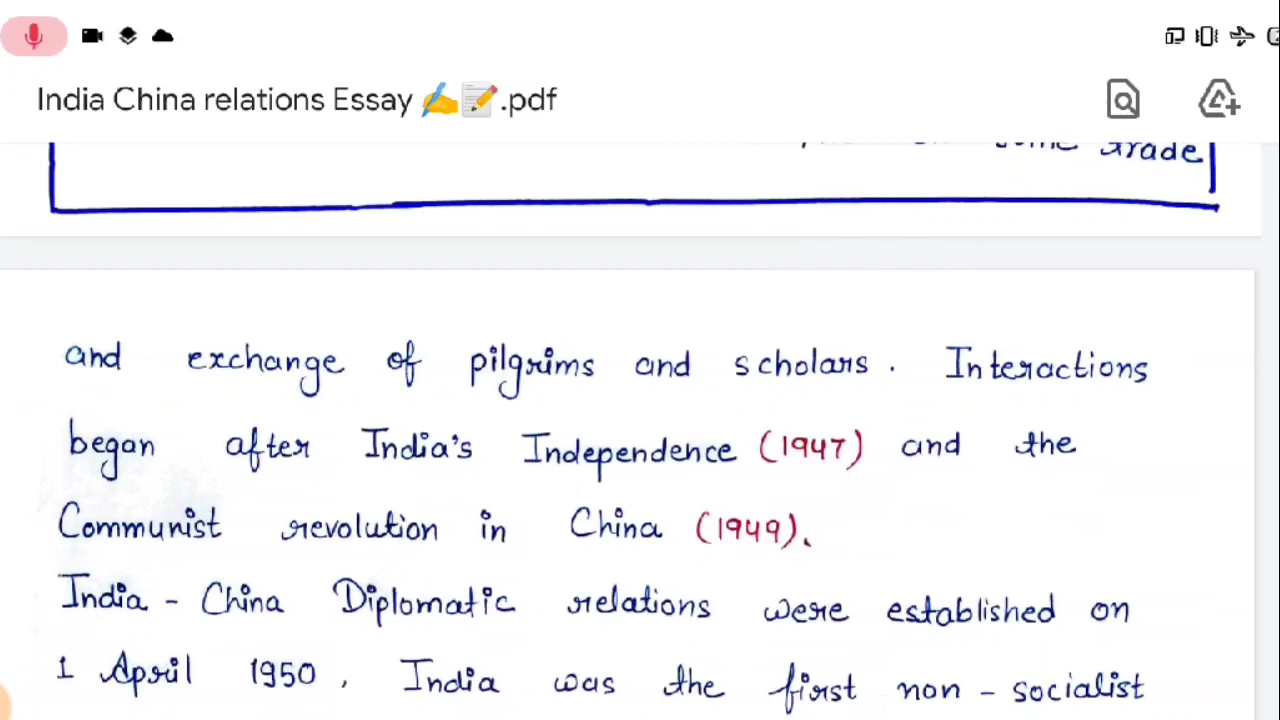 India China relations Essay ✍📝.pdf
trade
and exchange of pilgrims and scholars. Interactions
began after India's Independence (1947) and the
Communist revolution in China (1949).
India - China Diplomatic relations were established on
1 April 1950. India was the first non - socialist